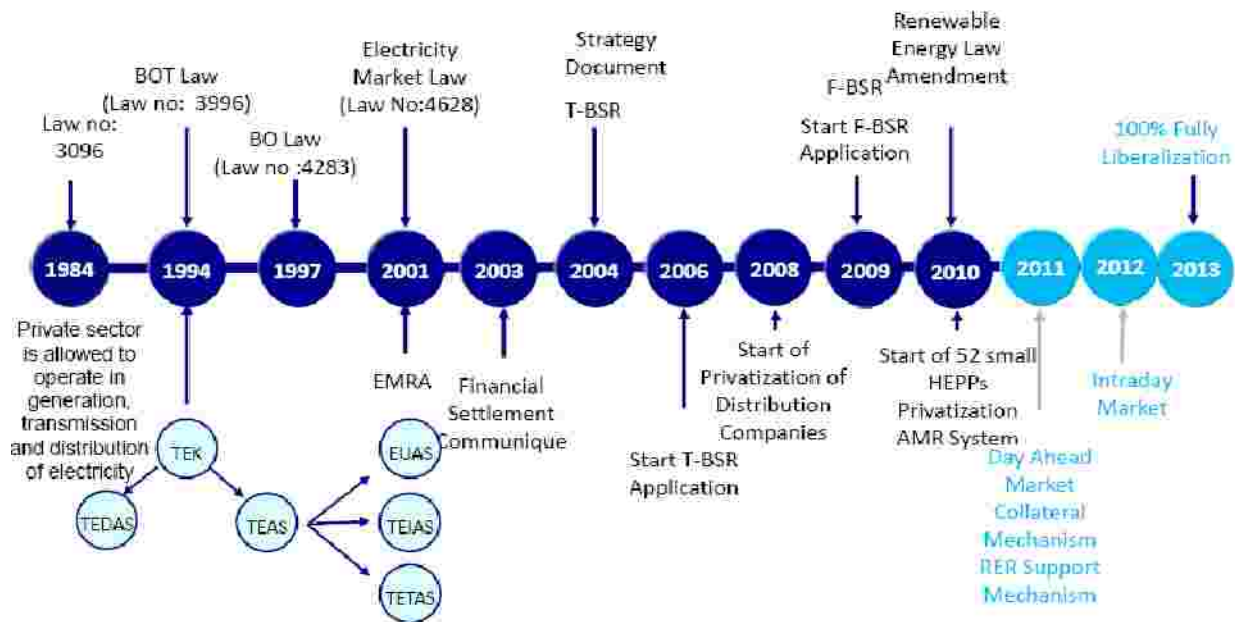 Law no:
3096
BOT Law
(Law no: 3996)
BO Law
(Law no :4283)
Electricity
Market Law
(Law No:4628)
Strategy
Document
T-BSR
F-BSR
Start F-BSR
Application
Renewable
Energy Law
Amendment
100% Fully
Liberalization
1984
1994
1997
2001
2003
2004
2006
2008
2009
2010
2011
2012
2013
Private sector
is allowed to
operate in
generation,
transmission
and distribution
of electricity
TEK
TEDAS
TEAS
EMRA
EUAS
TEIAS
TETAS
Financial
Settlement
Communique
Start T-BSR
Application
Start of
Privatization of
Distribution
Companies
Start of 52 small
HEPPs
Privatization
AMR System
Day Ahead
Market
Collateral
Mechanism
RER Support
Mechanism
Intraday
Market